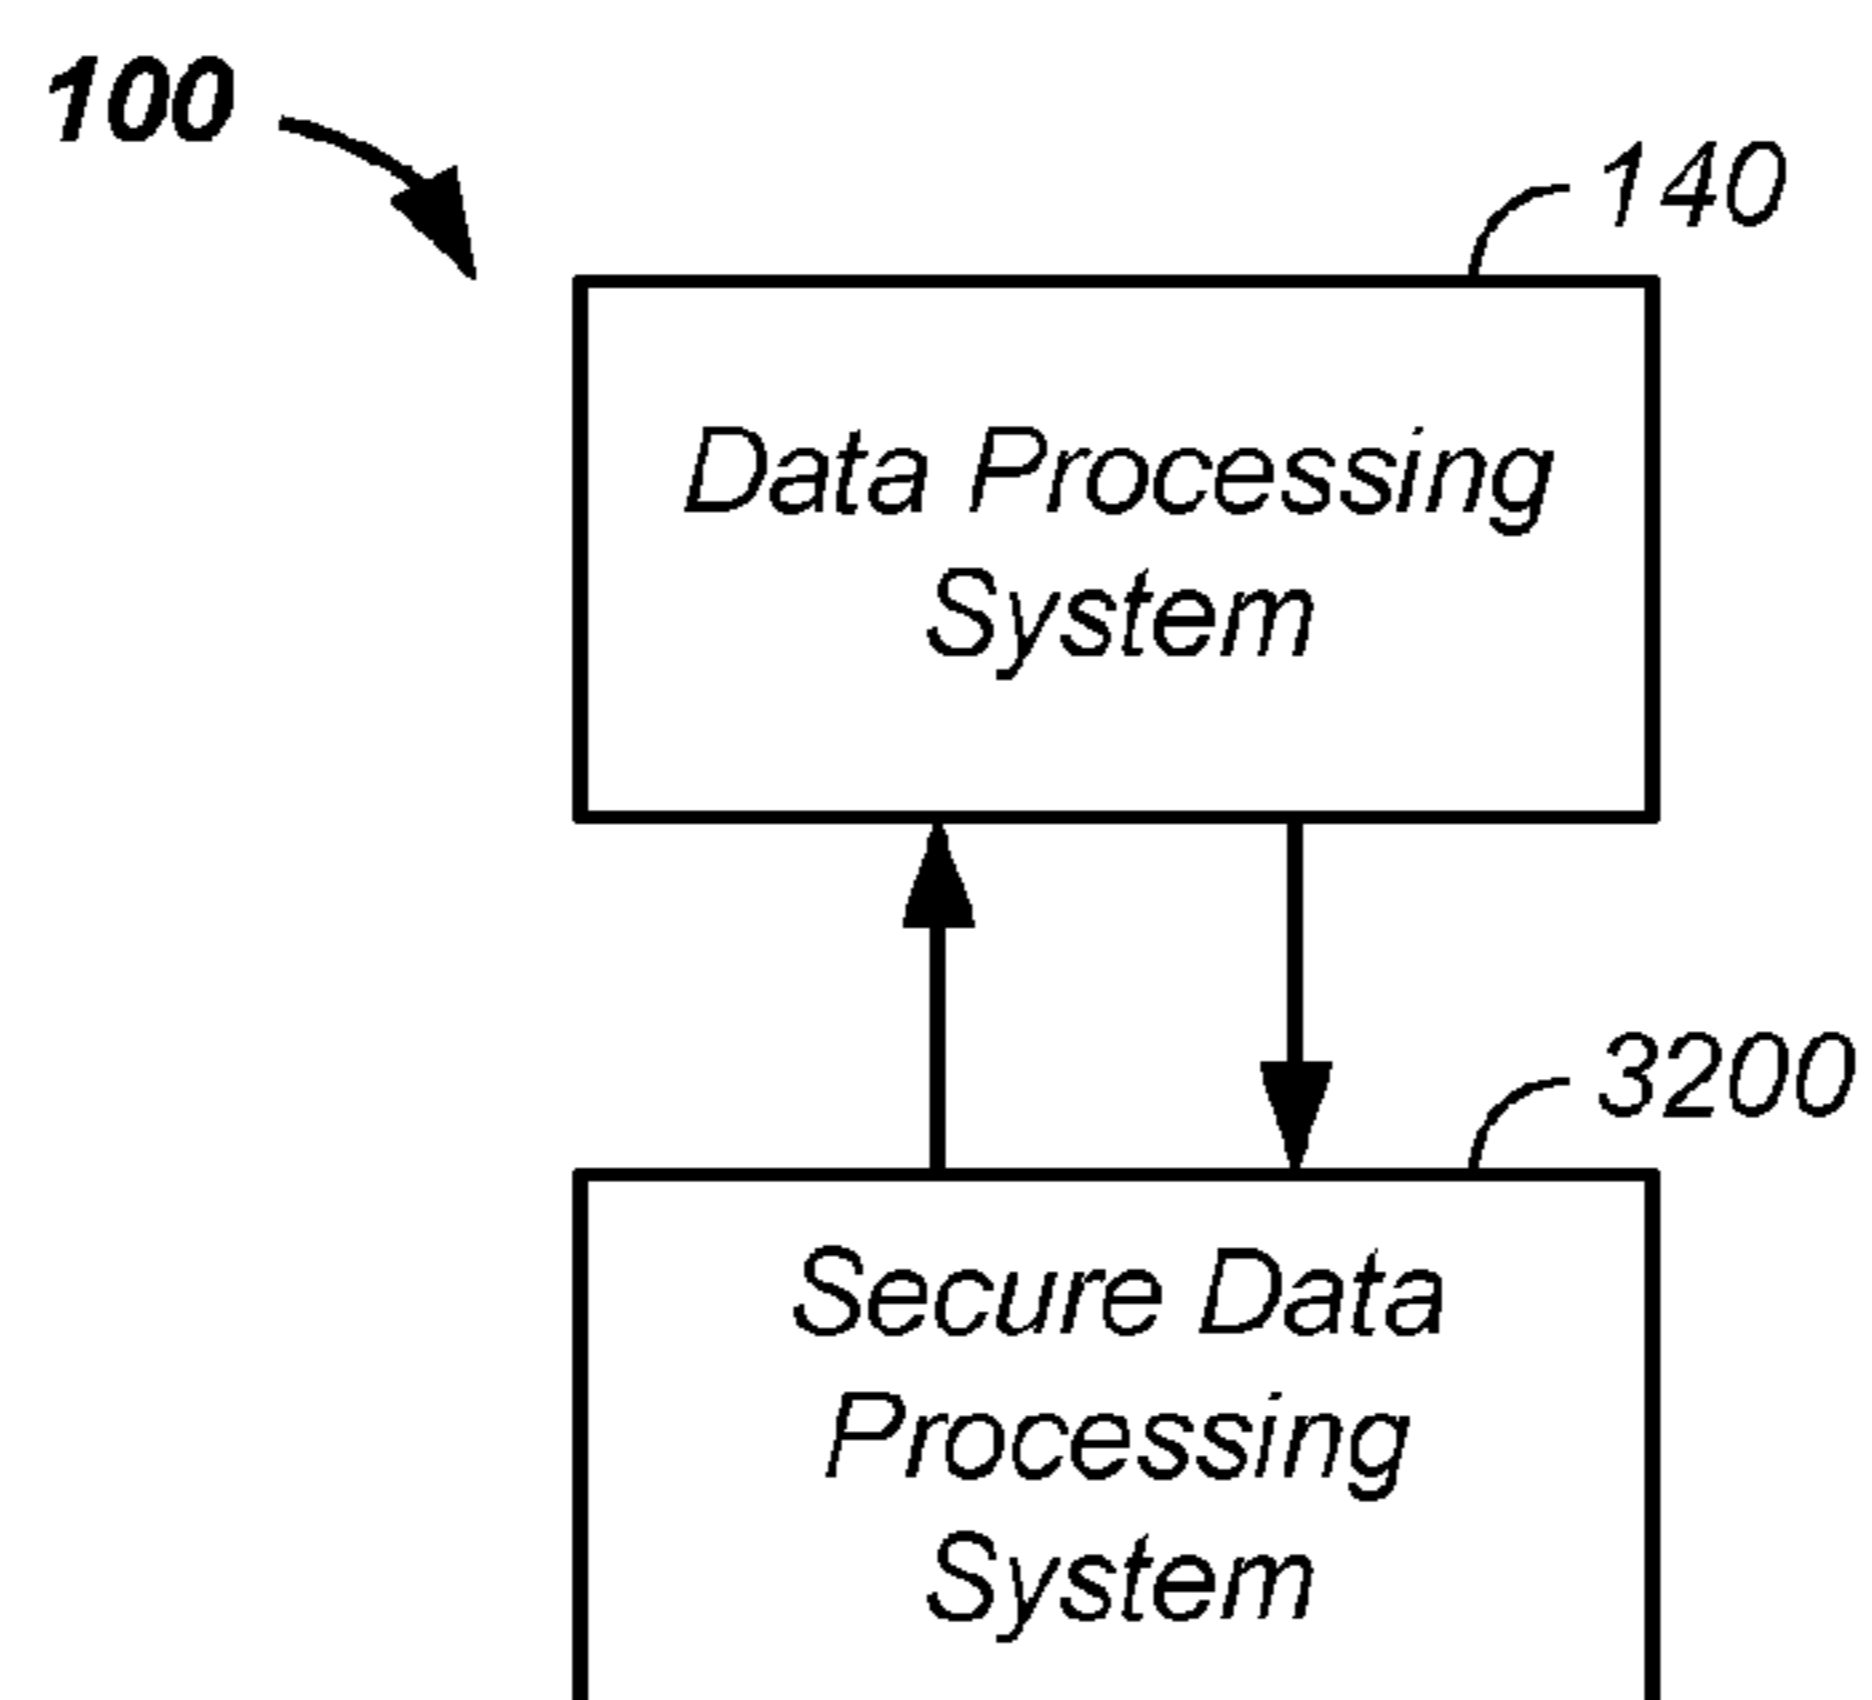 100
140
Data Processing
System
3200
Secure Data
Processing
System